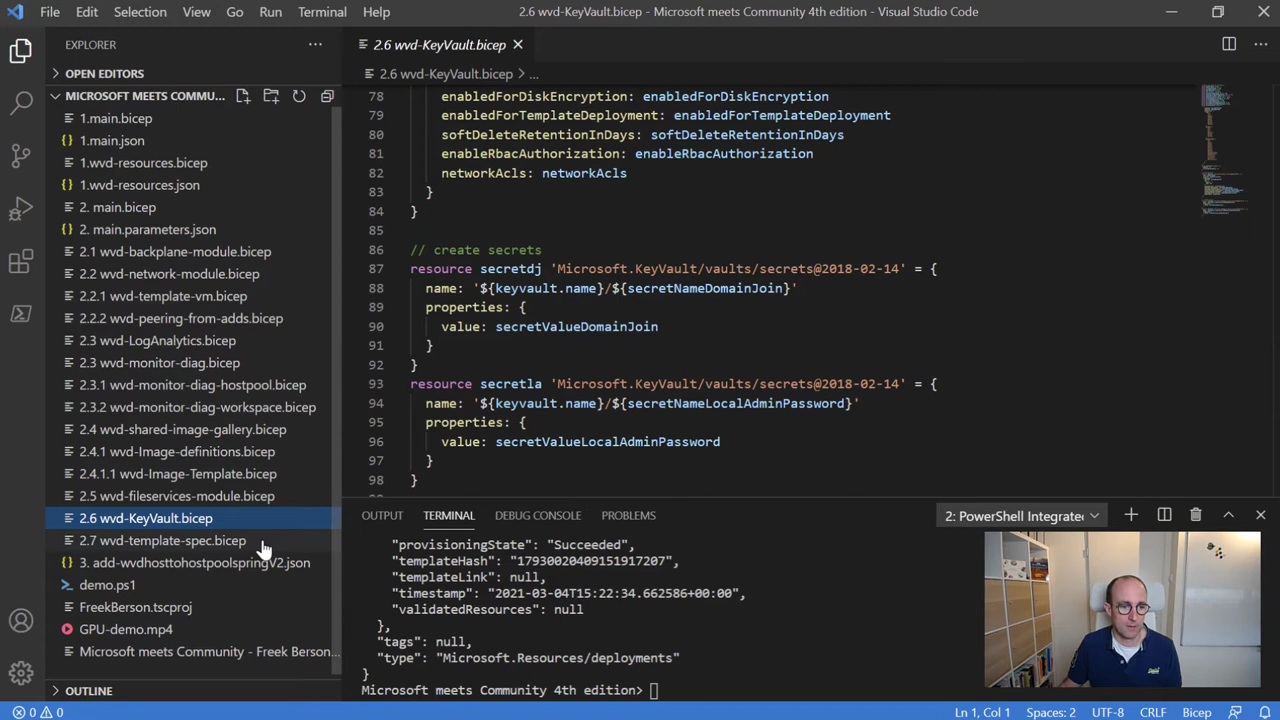 File Edit Selection View Go Run Terminal Help
2.6 wvd-KeyVault.bicep - Microsoft meets Community 4th edition - Visual Studio Code
EXPLORER
OPEN EDITORS
MICROSOFT MEETS COMMU...
1.main.bicep
1.main.json
1.wvd-resources.bicep
1.wvd-resources.json
2. main.bicep
2. main.parameters.json
2.1 wvd-backplane-module.bicep
2.2 wvd-network-module.bicep
2.2.1 wvd-template-vm.bicep
2.2.2 wvd-peering-from-adds.bicep
2.3 wvd-LogAnalytics.bicep
2.3 wvd-monitor-diag.bicep
2.3.1 wvd-monitor-diag-hostpool.bicep
2.3.2 wvd-monitor-diag-workspace.bicep
2.4 wvd-shared-image-gallery.bicep
2.4.1 wvd-Image-definitions.bicep
2.4.1.1 wvd-Image-Template.bicep
2.5 wvd-fileservices-module.bicep
2.6 wvd-KeyVault.bicep
2.7 wvd-template-spec.bicep
3. add-wvdhosttohostpoolspringV2.json
demo.ps1
FreekBerson.tscproj
GPU-demo.mp4
Microsoft meets Community - Freek Berson...
OUTLINE
2.6 wvd-KeyVault.bicep
2.6 wvd-KeyVault.bicep > ...
78 enabledForDiskEncryption: enabledForDiskEncryption
79 enabledForTemplateDeployment: enabledForTemplateDeployment
80 softDeleteRetentionInDays: softDeleteRetentionInDays
81 enableRbacAuthorization: enableRbacAuthorization
82 networkAcls: networkAcls
83 }
84 }
85
86 // create secrets
87 resource secretdj 'Microsoft.KeyVault/vaults/secrets@2018-02-14' = {
88 name: '${keyvault.name}/${secretNameDomainJoin}'
89 properties: {
90 value: secretValueDomainJoin
91 }
92 }
93 resource secretla 'Microsoft.KeyVault/vaults/secrets@2018-02-14' = {
94 name: '${keyvault.name}/${secretNameLocalAdminPassword}'
95 properties: {
96 value: secretValueLocalAdminPassword
97 }
98 }
OUTPUT TERMINAL DEBUG CONSOLE PROBLEMS
2: PowerShell Integrate
"provisioningState": "Succeeded",
"templateHash": "17930020409151917207",
"templateLink": null,
"timestamp": "2021-03-04T15:22:34.662586+00:00",
"validatedResources": null
},
"tags": null,
"type": "Microsoft.Resources/deployments"
}
Microsoft meets Community 4th edition>
0 0
Ln 1, Col 1 Spaces: 2 UTF-8 CRLF Bicep